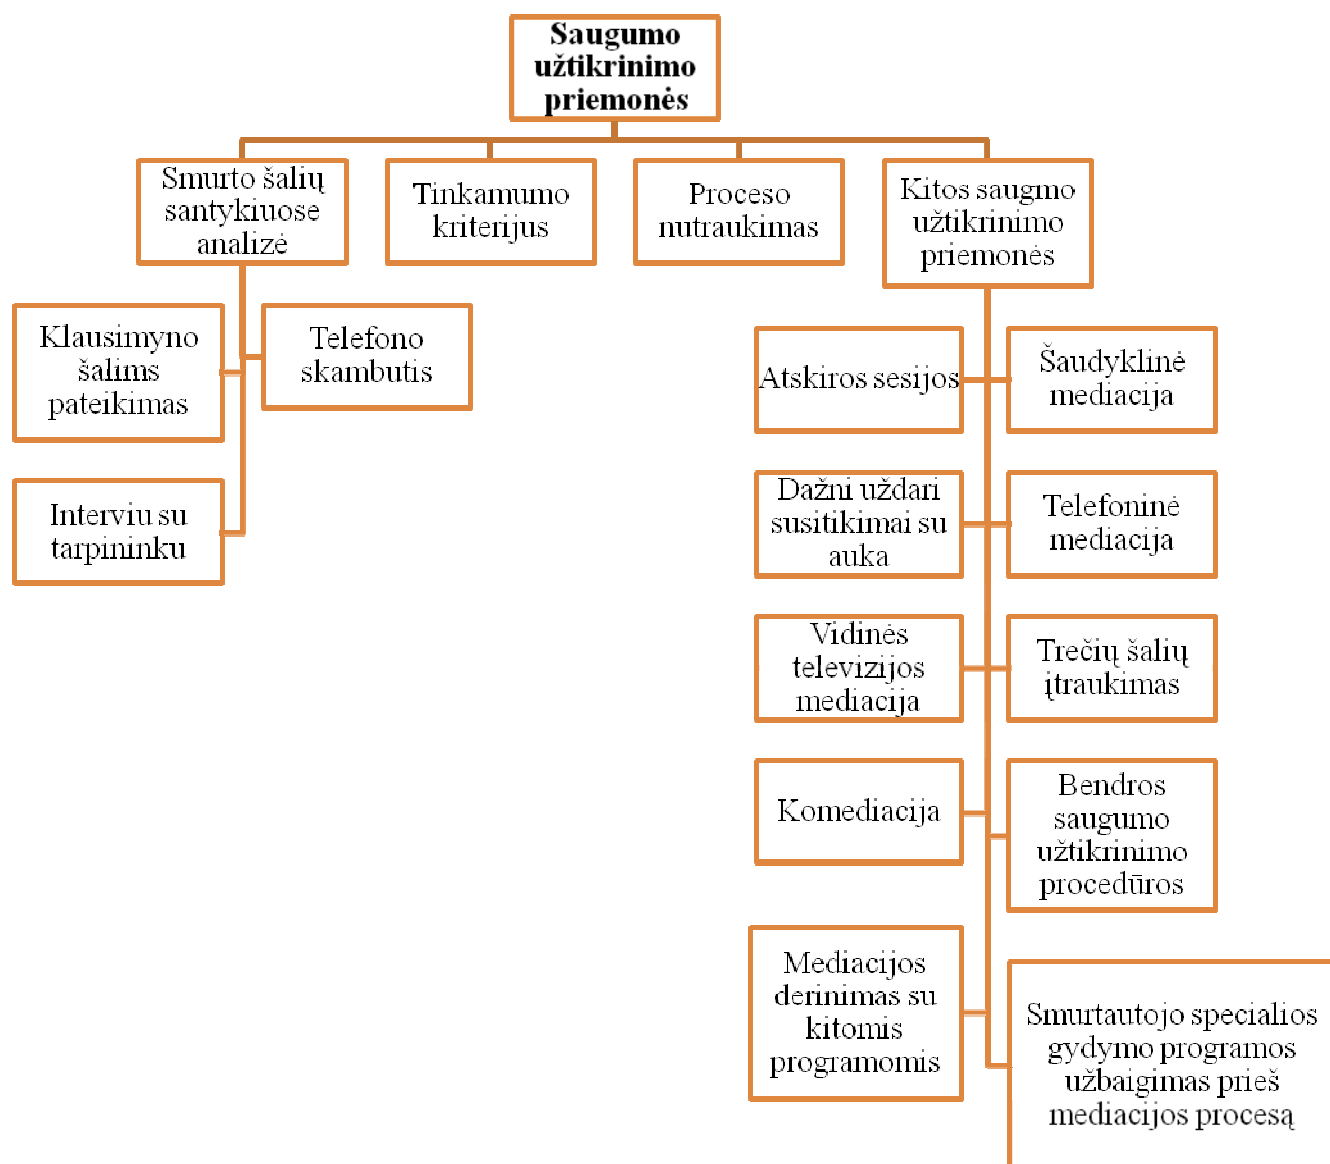 Saugumo
užtikrinimo
priemonės
Smurto šalių
santykiuose
analizė
Tinkamumo
kriterijus
Proceso
nutraukimas
Kitos saugmo
užtikrinimo
priemonės
Klausimyno
šalims
pateikimas
Telefono
skambutis
Interviu su
tarpininku
Atskiros sesijos
Šaudyklinė
mediacija
Dažni uždari
susitikimai su
auka
Telefoninė
mediacija
Vidinės
televizijos
mediacija
Trečių šalių
įtraukimas
Komediacija
Bendros
saugumo
užtikrinimo
procedūros
Mediacijos
derinimas su
kitomis
programomis
Smurtautojo specialios
gydymo programos
užbaigimas prieš
mediacijos procesą